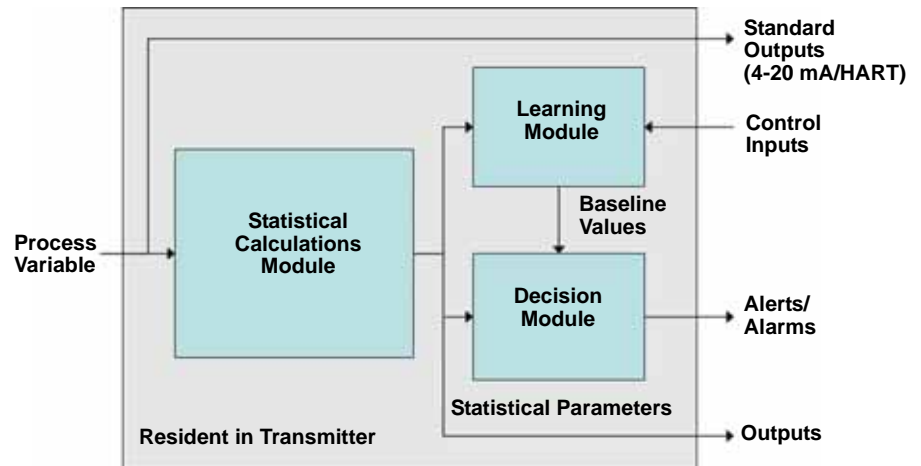 Standard
Outputs
(4-20 mA/HART)
Learning
Module
Control
Inputs
Baseline
Values
Statistical
Calculations
Module
Process
Variable
Decision
Module
Alerts/
Alarms
Statistical Parameters
Resident in Transmitter
Outputs